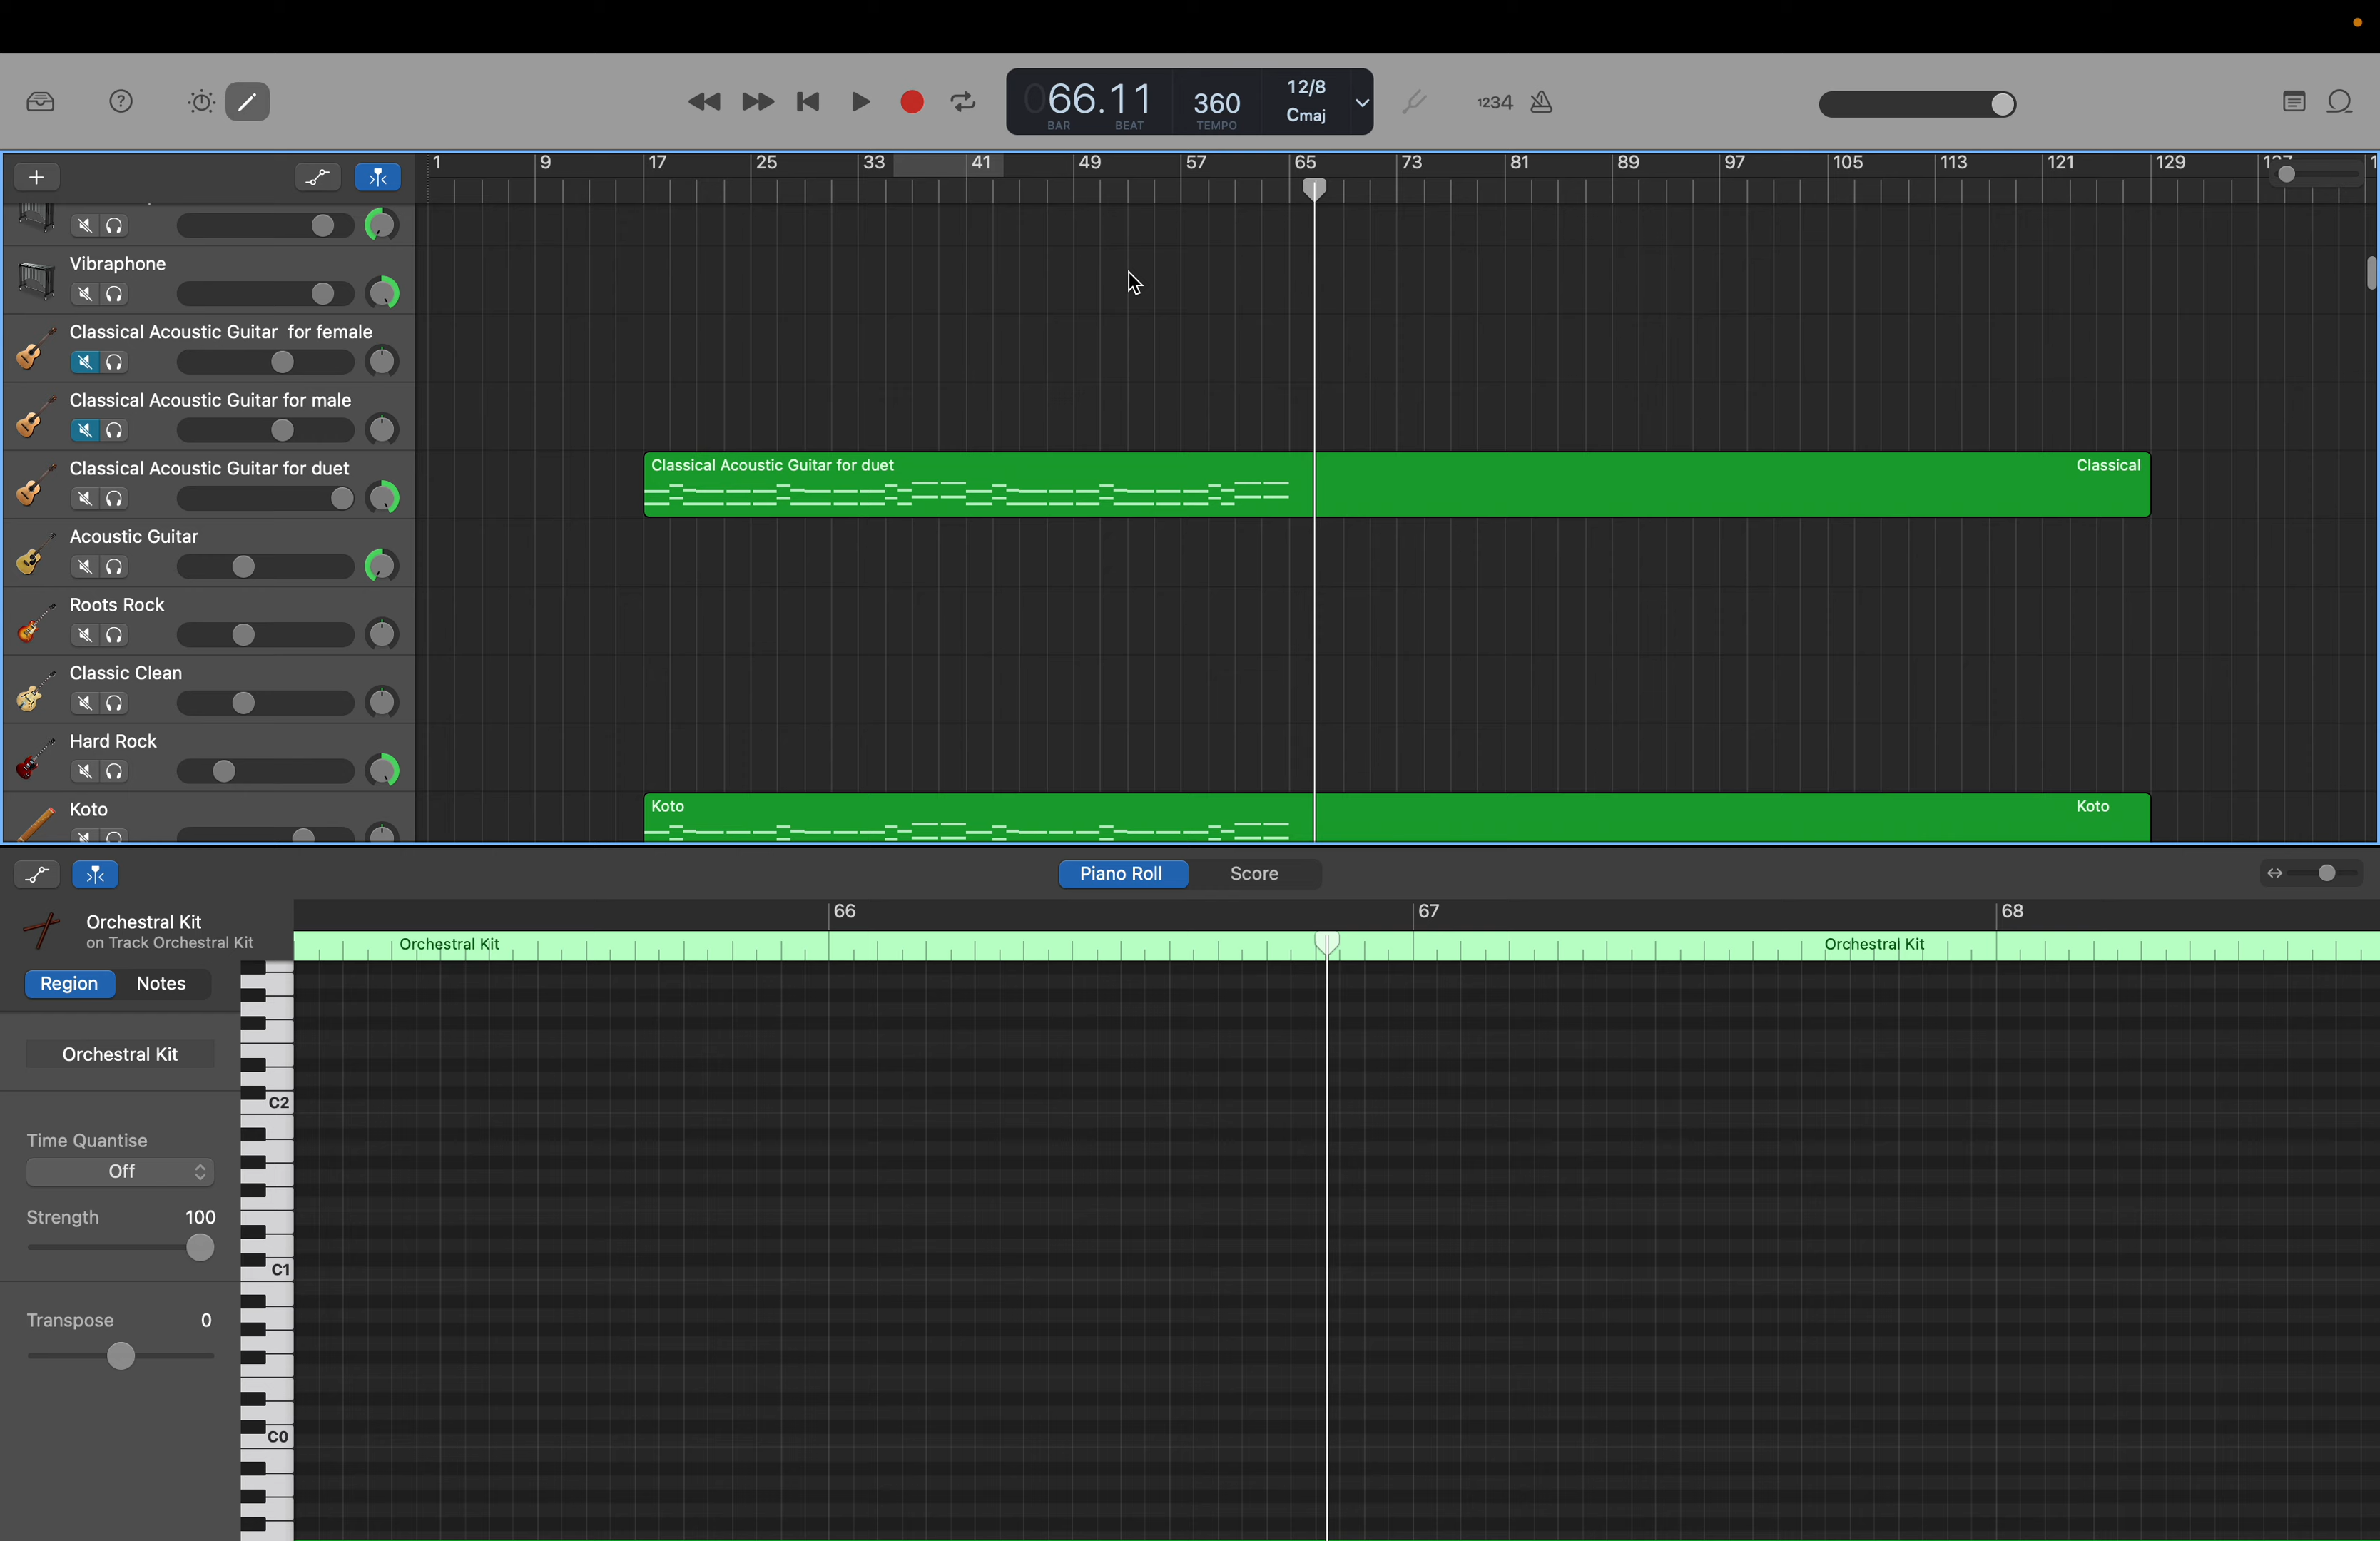 066.11
BAR BEAT
360
TEMPO
12/8
Cmaj
1234
1 9 17 25 33 41 49 57 65 73 81 89 97 105 113 121 129
Vibraphone
Classical Acoustic Guitar for female
Classical Acoustic Guitar for male
Classical Acoustic Guitar for duet
Classical Acoustic Guitar for duet
Classical
Acoustic Guitar
Roots Rock
Classic Clean
Hard Rock
Koto
Koto
Koto
Piano Roll Score
66 67 68
Orchestral Kit
on Track Orchestral Kit
Orchestral Kit
Orchestral Kit
Region Notes
Orchestral Kit
C2
Time Quantise
Off
Strength 100
C1
Transpose 0
C0